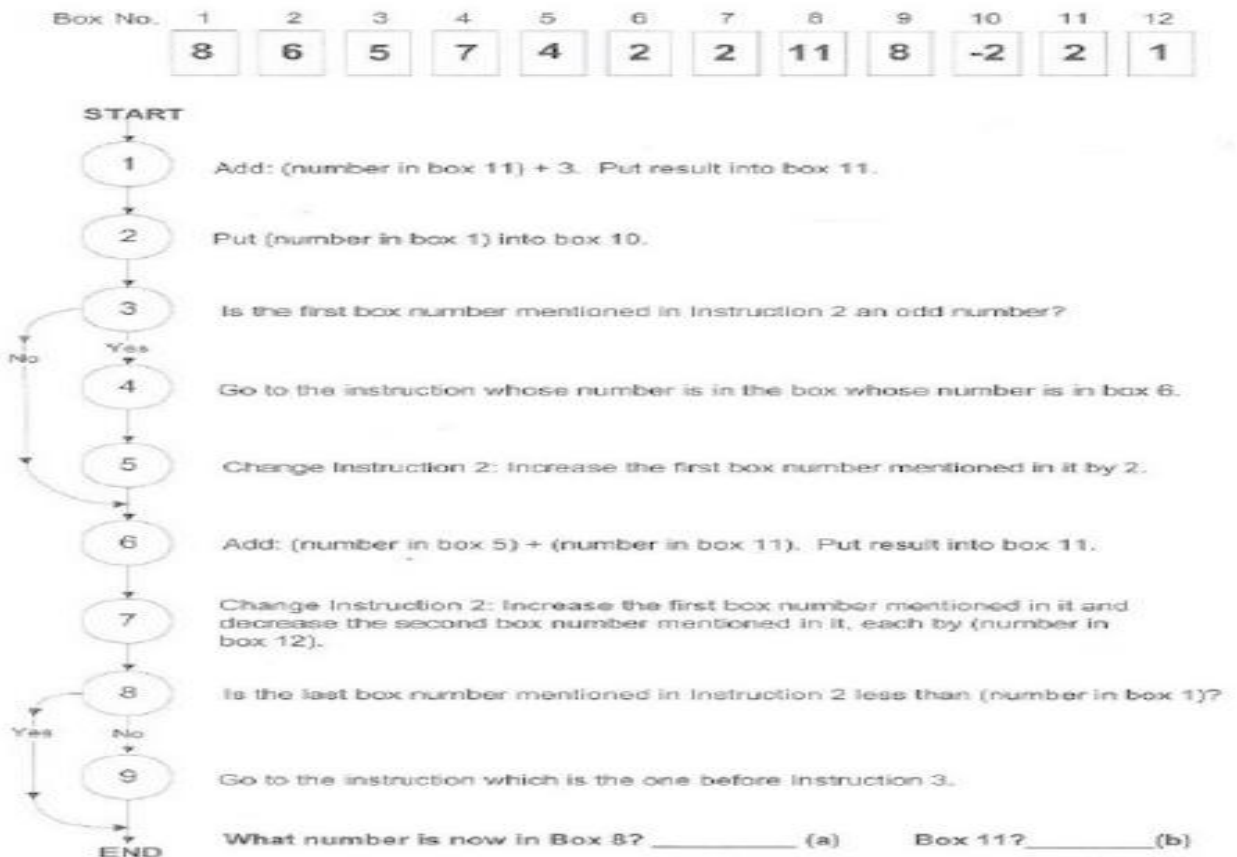 Box No. 1 2 3 4 5 6 7 8 9 10 11 12
8 6 5 7 4 2 2 11 8 -2 2 1
START
1 Add: (number in box 11) + 3. Put result into box 11.
2 Put (number in box 1) into box 10.
3 Is the first box number mentioned in Instruction 2 an odd number?
No Yes
4 Go to the instruction whose number is in the box whose number is in box 6.
5 Change Instruction 2: Increase the first box number mentioned in it by 2.
6 Add: (number in box 5) + (number in box 11). Put result into box 11.
7 Change Instruction 2: Increase the first box number mentioned in it and
decrease the second box number mentioned in it, each by (number in
box 12).
8 Is the last box number mentioned in Instruction 2 less than (number in box 1)?
Yes No
9 Go to the instruction which is the one before Instruction 3.
What number is now in Box 8? __________ (a) Box 11?________(b)
END